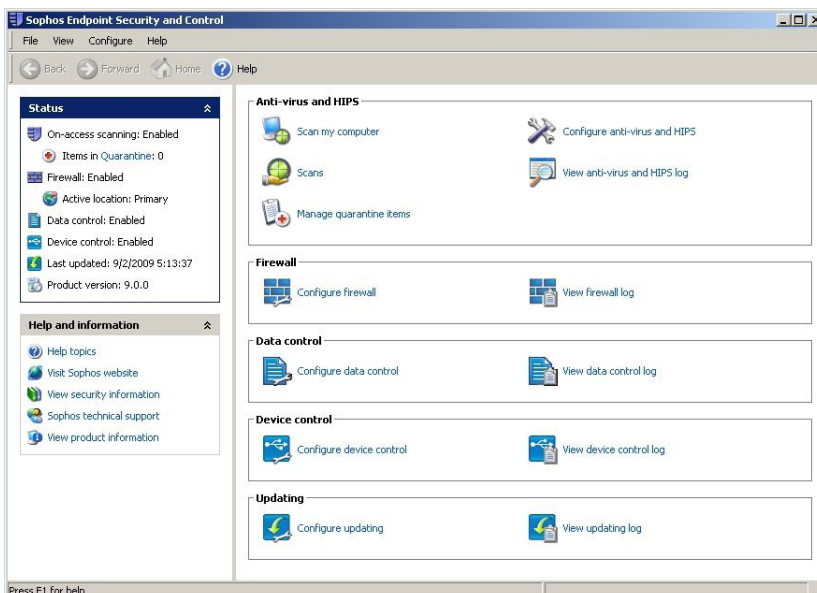 Sophos Endpoint Security and Control
File View Configure Help
Back Forward Home Help
Status
On-access scanning: Enabled
Items in Quarantine: 0
Firewall: Enabled
Active location: Primary
Data control: Enabled
Device control: Enabled
Last updated: 9/2/2009 5:13:37
Product version: 9.0.0
Help and information
Help topics
Visit Sophos website
View security information
Sophos technical support
View product information
Anti-virus and HIPS
Scan my computer
Configure anti-virus and HIPS
Scans
View anti-virus and HIPS log
Manage quarantine items
Firewall
Configure firewall
View firewall log
Data control
Configure data control
View data control log
Device control
Configure device control
View device control log
Updating
Configure updating
View updating log
Press F1 for help